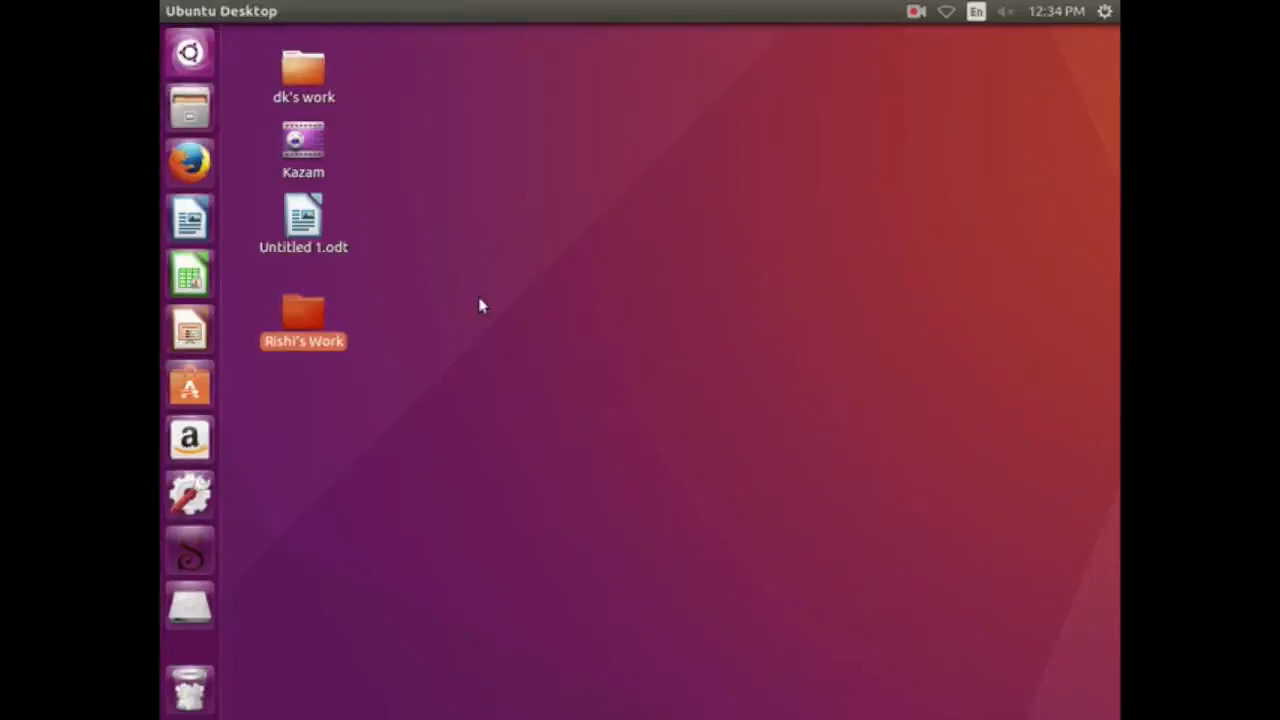 Ubuntu Desktop
En
12:34 PM
dk's work
Kazam
Untitled 1.odt
Rishi's Work
a